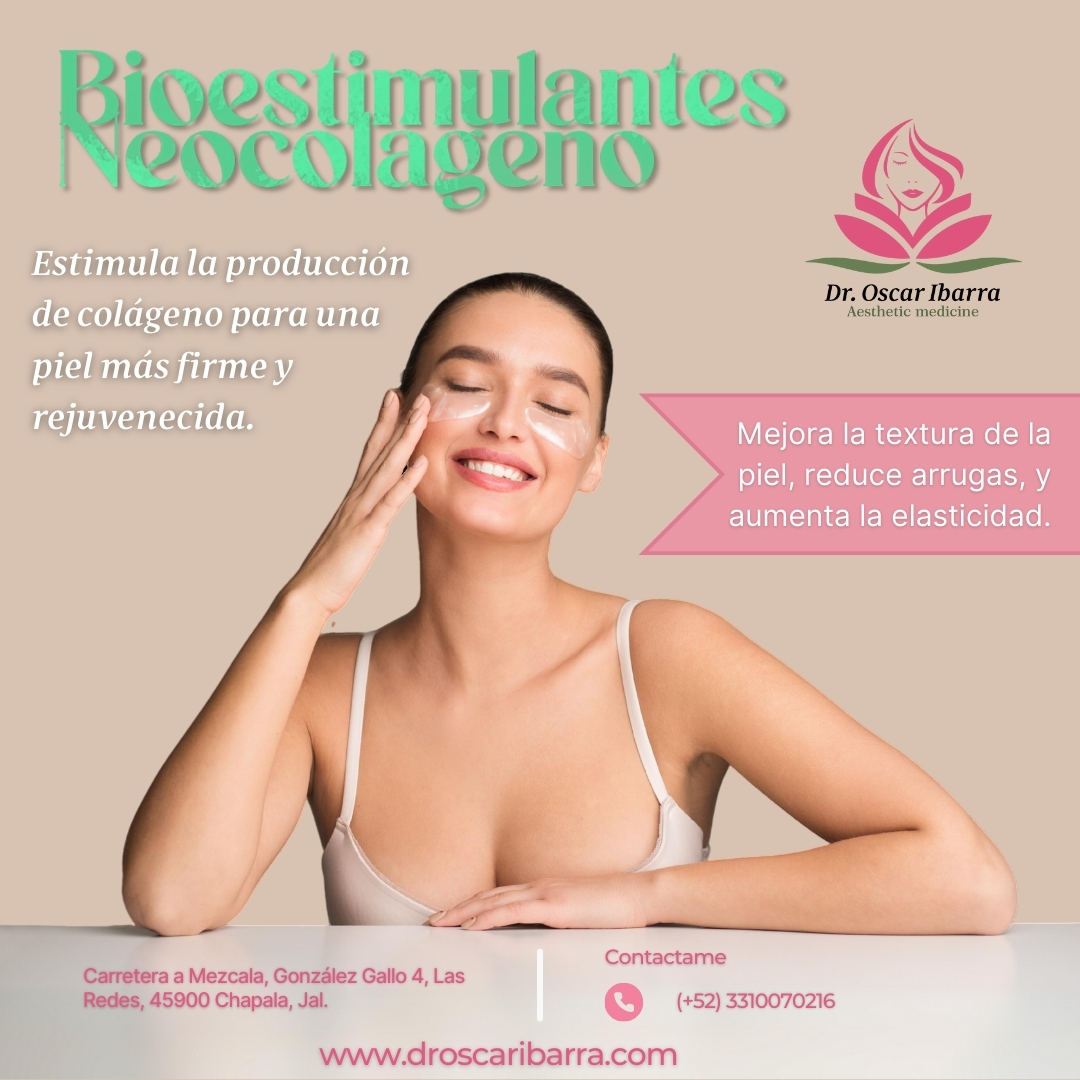 Bioestimulantes
Neocolageno
Estimula la producción
de colágeno para una
piel más firme y
rejuvenecida.
Dr. Oscar Ibarra
Aesthetic medicine
Mejora la textura de la
piel, reduce arrugas, y
aumenta la elasticidad.
Carretera a Mezcala, González Gallo 4, Las
Redes, 45900 Chapala, Jal.
Contactame
(+52) 3310070216
www.droscaribarra.com